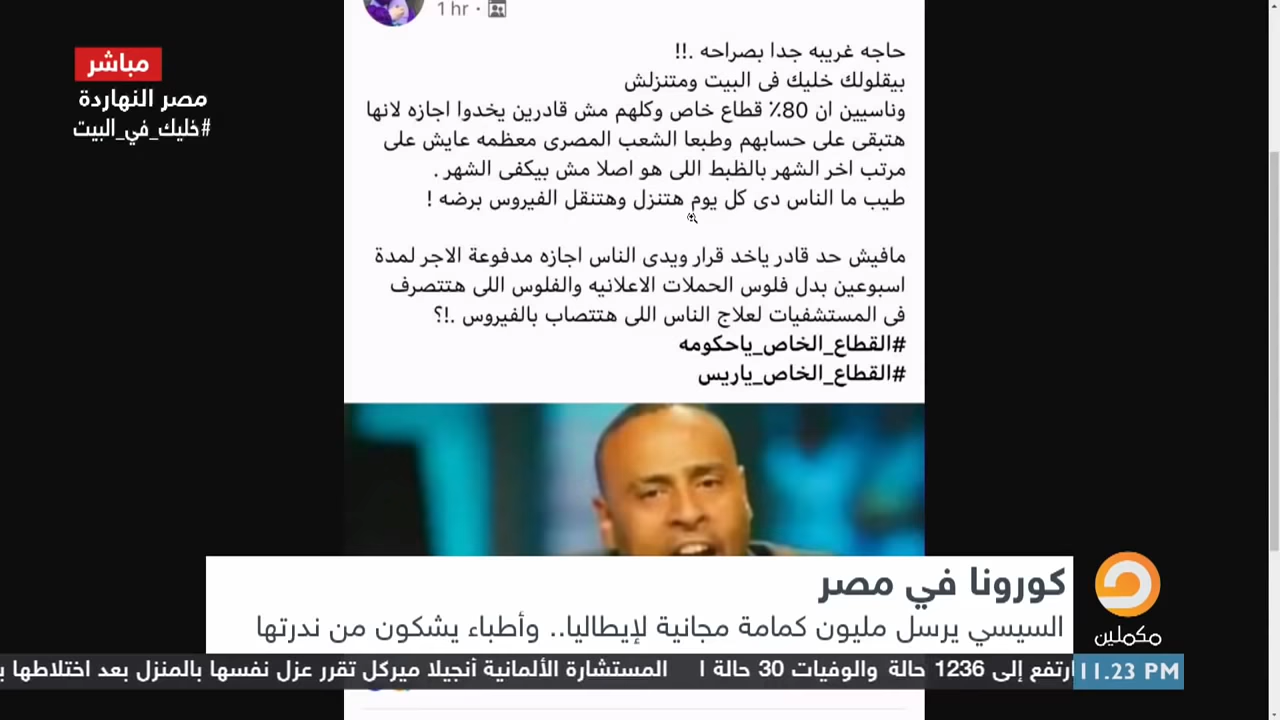 1 hr
مباشر
مصر النهاردة
#خليك_في_البيت
حاجه غريبه جدا بصراحه .!!
بيقلولك خليك فى البيت ومتنزلش
وناسيين ان 80٪ قطاع خاص وكلهم مش قادرين يخدوا اجازه لانها
هتبقى على حسابهم وطبعا الشعب المصرى معظمه عايش على
مرتب اخر الشهر بالظبط اللى هو اصلا مش بيكفى الشهر .
طيب ما الناس دى كل يوم هتنزل وهتنقل الفيروس برضه !
مافيش حد قادر ياخد قرار ويدى الناس اجازه مدفوعة الاجر لمدة
اسبوعين بدل فلوس الحملات الاعلانيه والفلوس اللى هتتصرف
فى المستشفيات لعلاج الناس اللى هتتصاب بالفيروس .!؟
#القطاع_الخاص_ياحكومه
#القطاع_الخاص_ياريس
كورونا في مصر
السيسي يرسل مليون كمامة مجانية لإيطاليا.. وأطباء يشكون من ندرتها
مكملين
11.23 PM
ارتفع إلى 1236 حالة والوفيات 30 حالة ا المستشارة الألمانية أنجيلا ميركل تقرر عزل نفسها بالمنزل بعد اختلاطها ب